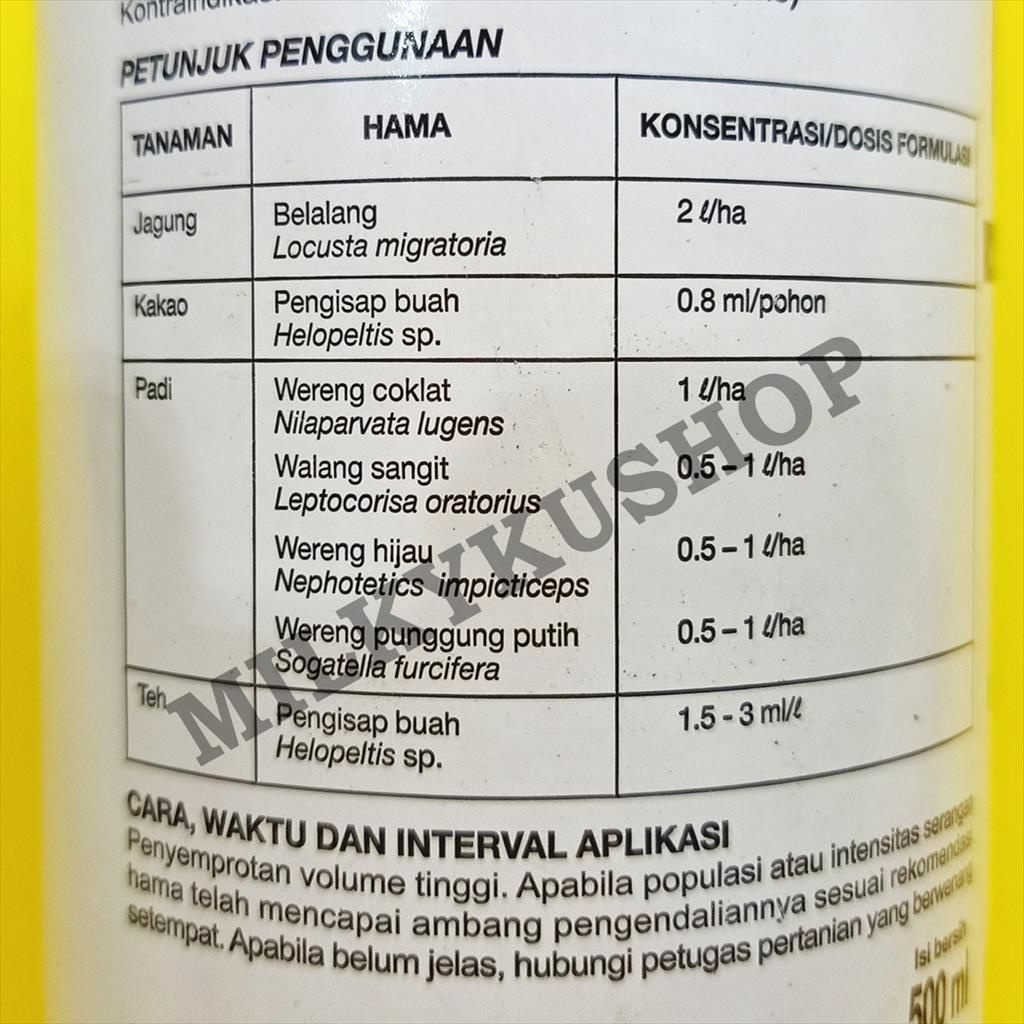 PETUNJUK PENGGUNAAN
TANAMAN HAMA KONSENTRASI/DOSIS FORMULASI
Jagung Belalang 2 ℓ/ha
Locusta migratoria
Kakao Pengisap buah 0.8 ml/pohon
Helopeltis sp.
Padi Wereng coklat 1 ℓ/ha
Nilaparvata lugens
Walang sangit 0.5 – 1 ℓ/ha
Leptocorisa oratorius
Wereng hijau 0.5 – 1 ℓ/ha
Nephotetics impicticeps
Wereng punggung putih 0.5 – 1 ℓ/ha
Sogatella furcifera
Teh Pengisap buah 1.5 - 3 ml/ℓ
Helopeltis sp.
MILKYKUSHOP
CARA, WAKTU DAN INTERVAL APLIKASI
Penyemprotan volume tinggi. Apabila populasi atau intensitas serangan
hama telah mencapai ambang pengendaliannya sesuai rekomendasi
setempat. Apabila belum jelas, hubungi petugas pertanian yang berwenang
Isi bersih
500 ml